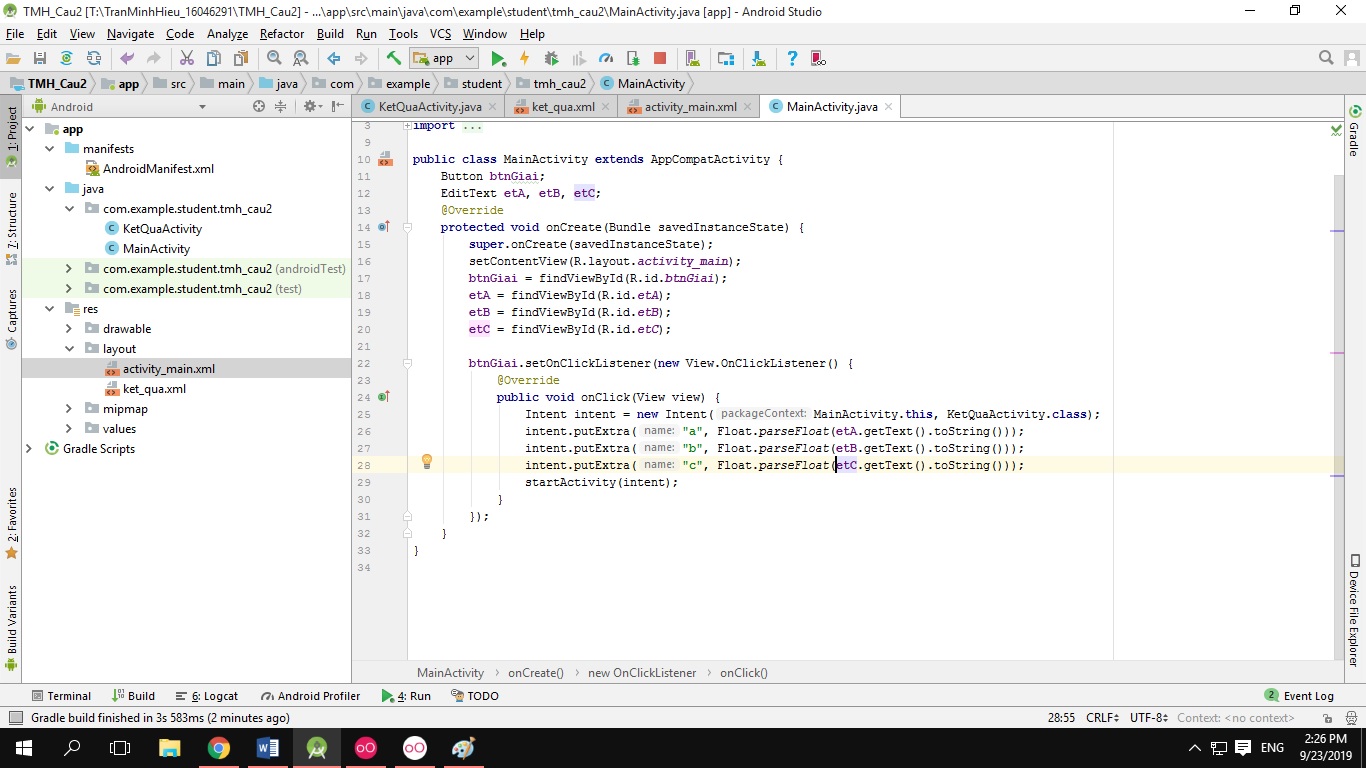 TMH_Cau2 [T:\TranMinhHieu_16046291\TMH_Cau2] - ...\app\src\main\java\com\example\student\tmh_cau2\MainActivity.java [app] - Android Studio
File Edit View Navigate Code Analyze Refactor Build Run Tools VCS Window Help
app
TMH_Cau2 app src main java com example student tmh_cau2 MainActivity
Android
KetQuaActivity.java ket_qua.xml activity_main.xml MainActivity.java
1: Project
Z: Structure
Captures
2: Favorites
Build Variants
app
manifests
AndroidManifest.xml
java
com.example.student.tmh_cau2
KetQuaActivity
MainActivity
com.example.student.tmh_cau2 (androidTest)
com.example.student.tmh_cau2 (test)
res
drawable
layout
activity_main.xml
ket_qua.xml
mipmap
values
Gradle Scripts
3 import ...
9
10 public class MainActivity extends AppCompatActivity {
11 Button btnGiai;
12 EditText etA, etB, etC;
13 @Override
14 protected void onCreate(Bundle savedInstanceState) {
15 super.onCreate(savedInstanceState);
16 setContentView(R.layout.activity_main);
17 btnGiai = findViewById(R.id.btnGiai);
18 etA = findViewById(R.id.etA);
19 etB = findViewById(R.id.etB);
20 etC = findViewById(R.id.etC);
21
22 btnGiai.setOnClickListener(new View.OnClickListener() {
23 @Override
24 public void onClick(View view) {
25 Intent intent = new Intent( packageContext: MainActivity.this, KetQuaActivity.class);
26 intent.putExtra( name: "a", Float.parseFloat(etA.getText().toString()));
27 intent.putExtra( name: "b", Float.parseFloat(etB.getText().toString()));
28 intent.putExtra( name: "c", Float.parseFloat(etC.getText().toString()));
29 startActivity(intent);
30 }
31 });
32 }
33 }
34
Gradle
Device File Explorer
MainActivity onCreate() new OnClickListener onClick()
Terminal Build 6: Logcat Android Profiler 4: Run TODO 2 Event Log
Gradle build finished in 3s 583ms (2 minutes ago) 28:55 CRLF UTF-8 Context: <no context>
ENG
2:26 PM
9/23/2019